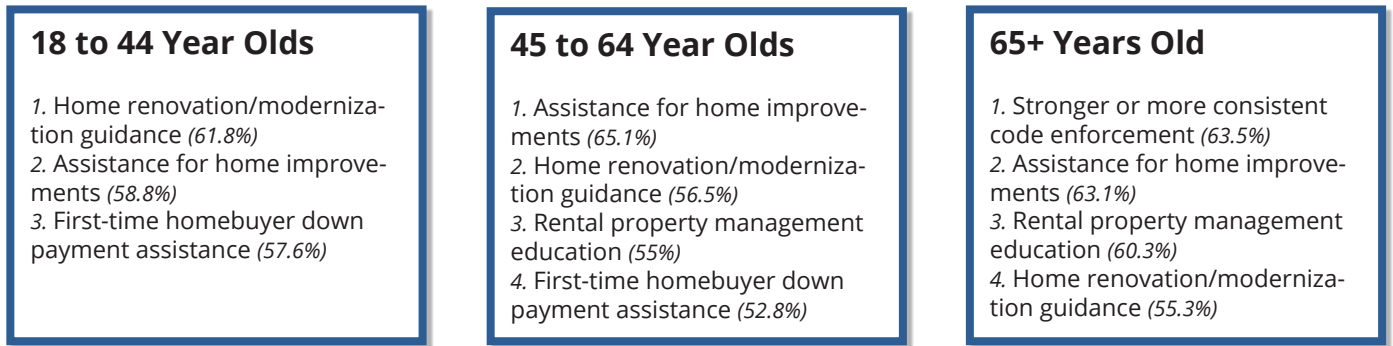 18 to 44 Year Olds
1. Home renovation/moderniza-
tion guidance (61.8%)
2. Assistance for home improve-
ments (58.8%)
3. First-time homebuyer down
payment assistance (57.6%)
45 to 64 Year Olds
1. Assistance for home improve-
ments (65.1%)
2. Home renovation/moderniza-
tion guidance (56.5%)
3. Rental property management
education (55%)
4. First-time homebuyer down
payment assistance (52.8%)
65+ Years Old
1. Stronger or more consistent
code enforcement (63.5%)
2. Assistance for home improve-
ments (63.1%)
3. Rental property management
education (60.3%)
4. Home renovation/moderniza-
tion guidance (55.3%)